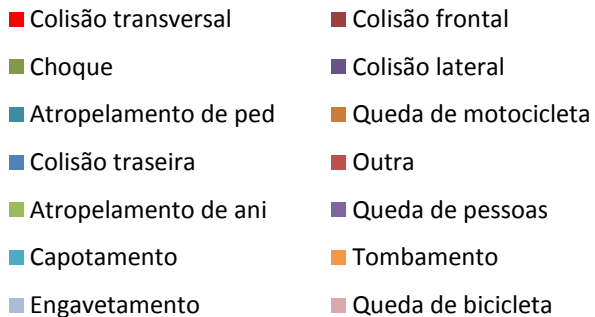 Colisão transversal
Colisão frontal
Choque
Colisão lateral
Atropelamento de ped
Queda de motocicleta
Colisão traseira
Outra
Atropelamento de ani
Queda de pessoas
Capotamento
Tombamento
Engavetamento
Queda de bicicleta